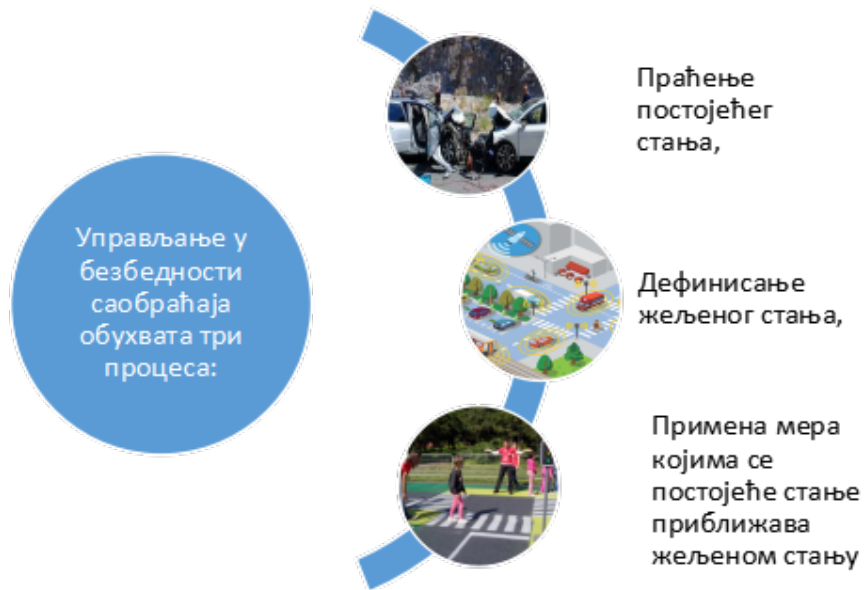 Управљање у
безбедности
саобраћаја
обухвата три
процеса:
Праћење
постојећег
стања,
Дефинисање
жељеног стања,
Примена мера
којима се
постојеће стање
приближава
жељеном стању